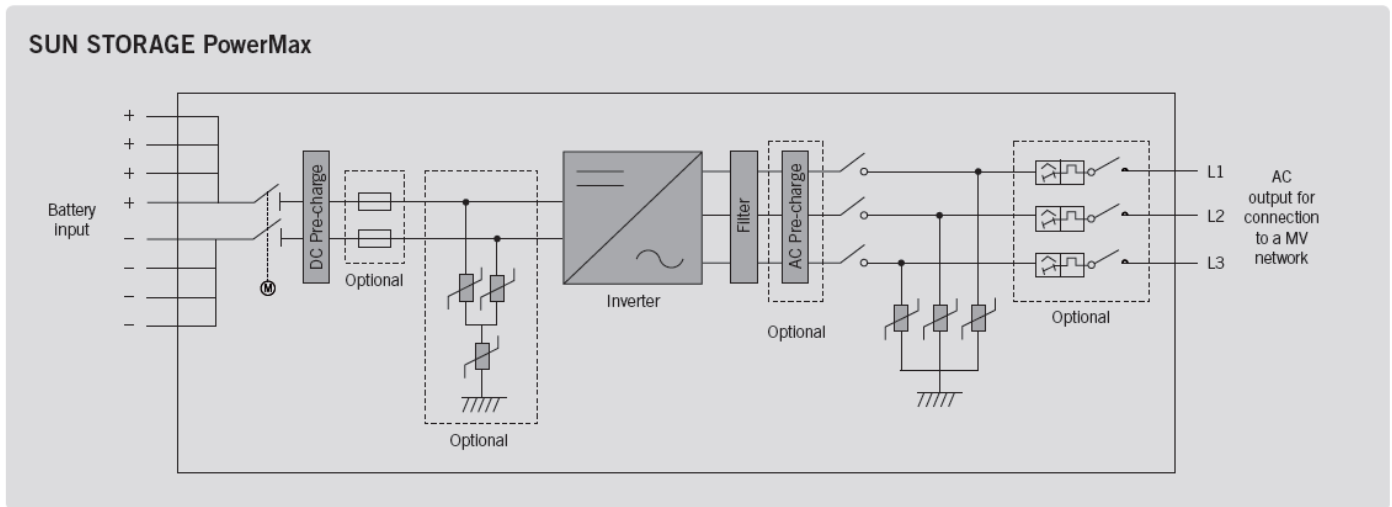 SUN STORAGE PowerMax
+
+
+
+
Battery
input
−
−
−
−
M
DC Pre-charge
Optional
Optional
Inverter
Filter
AC Pre-charge
Optional
Optional
L1
L2
L3
AC
output for
connection
to a MV
network